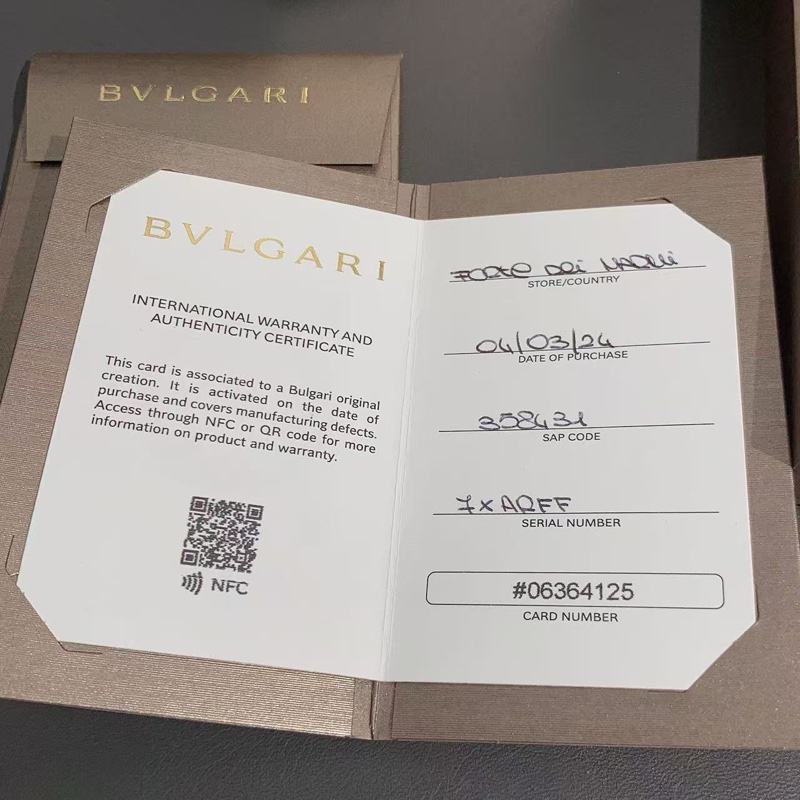 BVLGARI
BVLGARI
INTERNATIONAL WARRANTY AND
AUTHENTICITY CERTIFICATE
This card is associated to a Bulgari original
creation. It is activated on the date of
purchase and covers manufacturing defects.
Access through NFC or QR code for more
information on product and warranty.
NFC
FORTE DEI
STORE/COUNTRY
04/03/24
DATE OF PURCHASE
358431
SAP CODE
SERIAL NUMBER
#06364125
CARD NUMBER